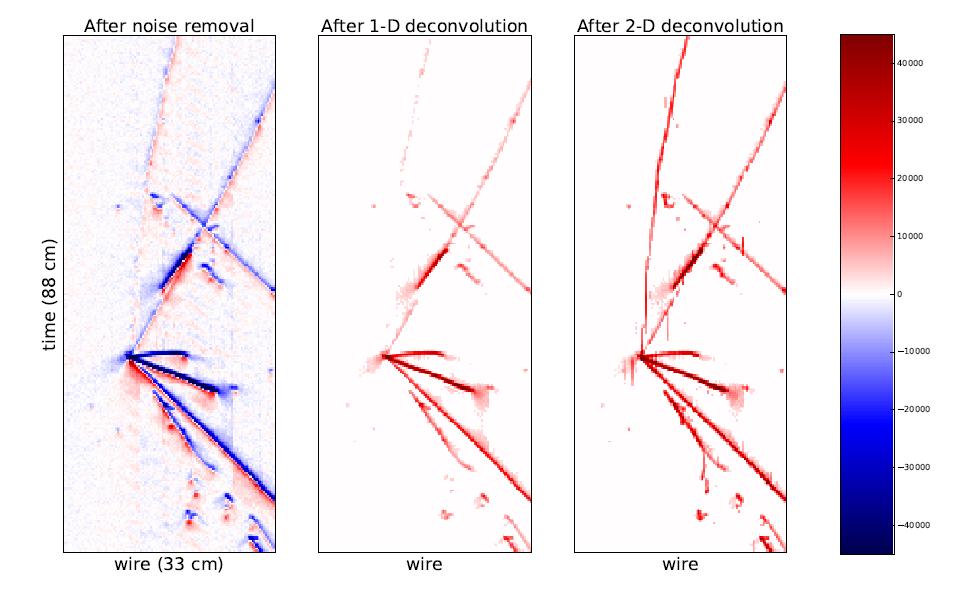 After noise removal
After 1-D deconvolution
After 2-D deconvolution
time (88 cm)
wire (33 cm)
wire
wire
40000
30000
20000
10000
0
−10000
−20000
−30000
−40000